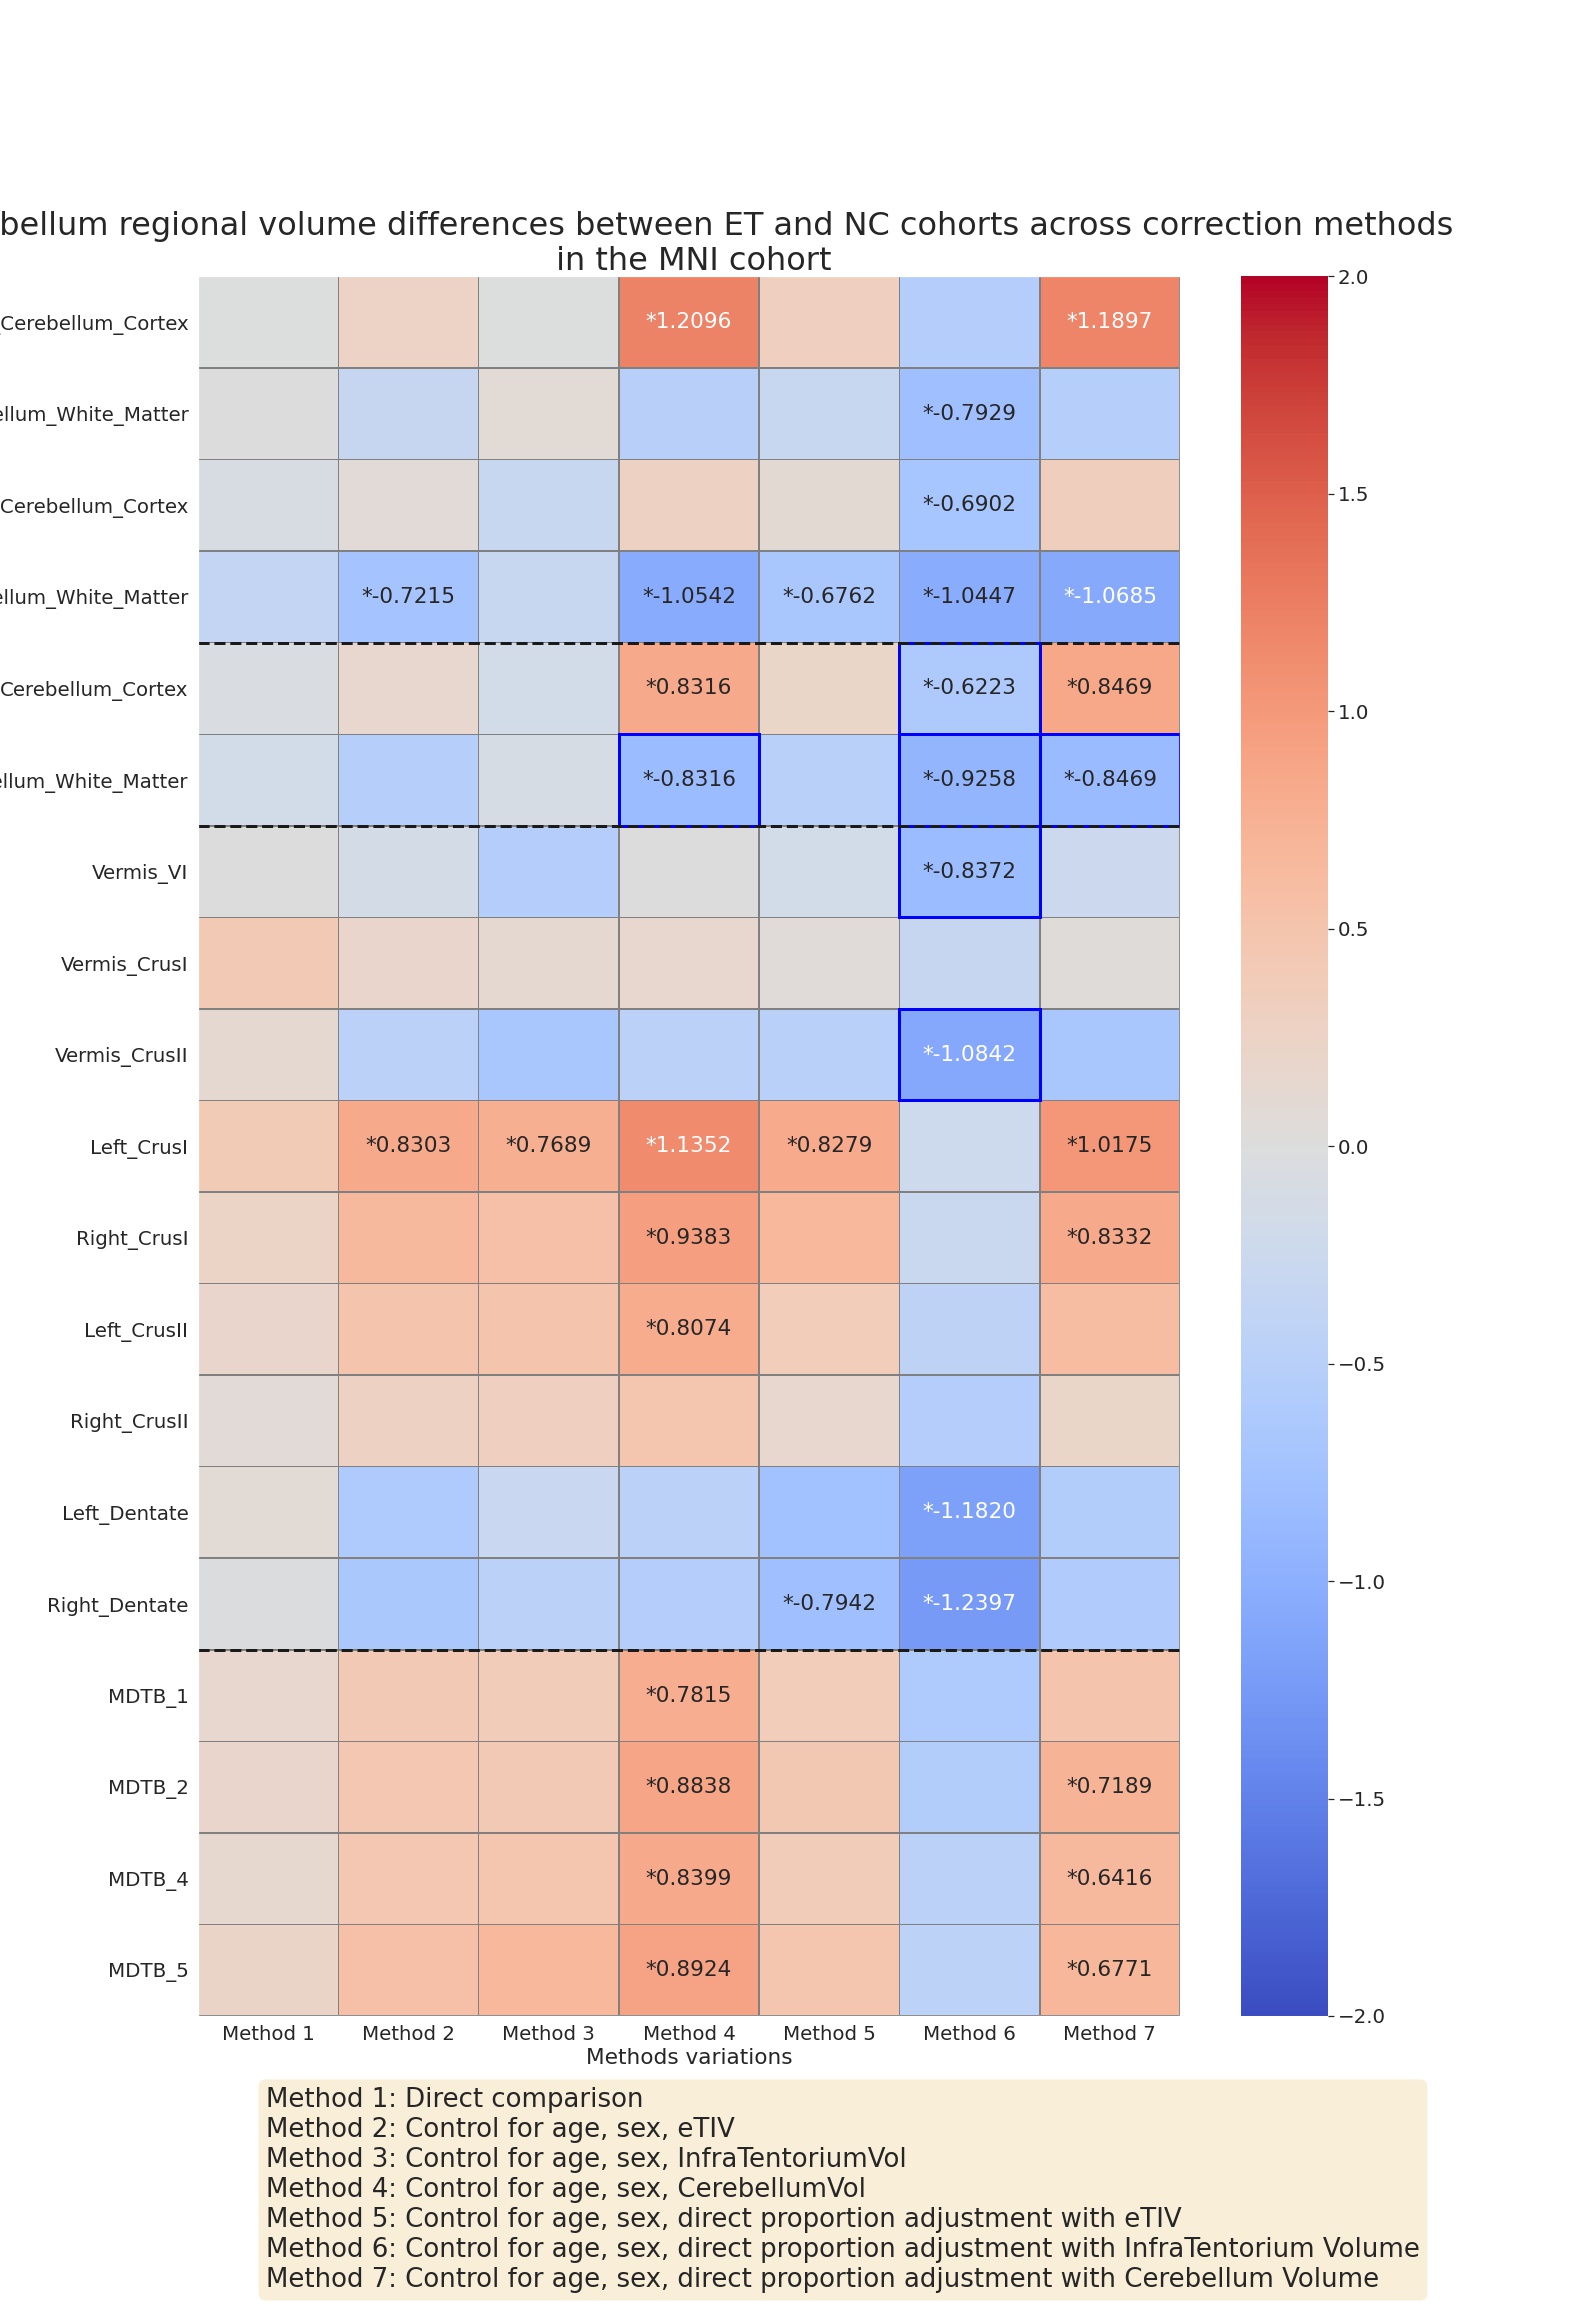 bellum regional volume differences between ET and NC cohorts across correction methods
in the MNI cohort
_Cerebellum_Cortex *1.2096 *1.1897
ellum_White_Matter *-0.7929
Cerebellum_Cortex *-0.6902
ellum_White_Matter *-0.7215 *-1.0542 *-0.6762 *-1.0447 *-1.0685
Cerebellum_Cortex *0.8316 *-0.6223 *0.8469
ellum_White_Matter *-0.8316 *-0.9258 *-0.8469
Vermis_VI *-0.8372
Vermis_CrusI
Vermis_CrusII *-1.0842
Left_CrusI *0.8303 *0.7689 *1.1352 *0.8279 *1.0175
Right_CrusI *0.9383 *0.8332
Left_CrusII *0.8074
Right_CrusII
Left_Dentate *-1.1820
Right_Dentate *-0.7942 *-1.2397
MDTB_1 *0.7815
MDTB_2 *0.8838 *0.7189
MDTB_4 *0.8399 *0.6416
MDTB_5 *0.8924 *0.6771
Method 1 Method 2 Method 3 Method 4 Method 5 Method 6 Method 7
Methods variations
2.0
1.5
1.0
0.5
0.0
−0.5
−1.0
−1.5
−2.0
Method 1: Direct comparison
Method 2: Control for age, sex, eTIV
Method 3: Control for age, sex, InfraTentoriumVol
Method 4: Control for age, sex, CerebellumVol
Method 5: Control for age, sex, direct proportion adjustment with eTIV
Method 6: Control for age, sex, direct proportion adjustment with InfraTentorium Volume
Method 7: Control for age, sex, direct proportion adjustment with Cerebellum Volume